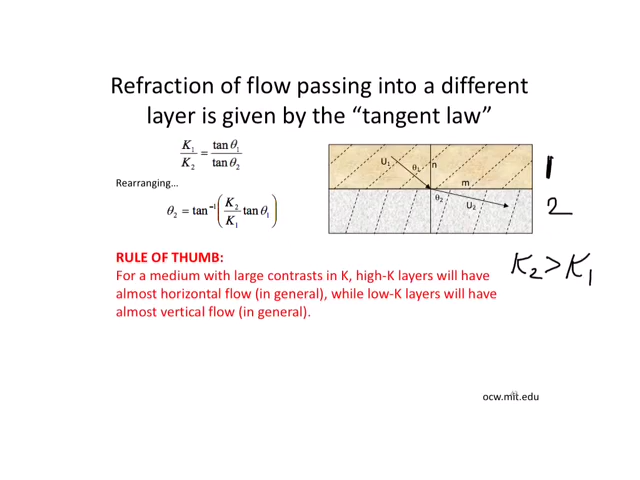 Refraction of flow passing into a different
layer is given by the “tangent law”
K₁/K₂ = tan θ₁/tan θ₂
Rearranging…
θ₂ = tan⁻¹(K₂/K₁ tan θ₁)
U₁
θ₁
n
m
θ₂
U₂
1
2
K₂ > K₁
RULE OF THUMB:
For a medium with large contrasts in K, high-K layers will have
almost horizontal flow (in general), while low-K layers will have
almost vertical flow (in general).
ocw.mit.edu